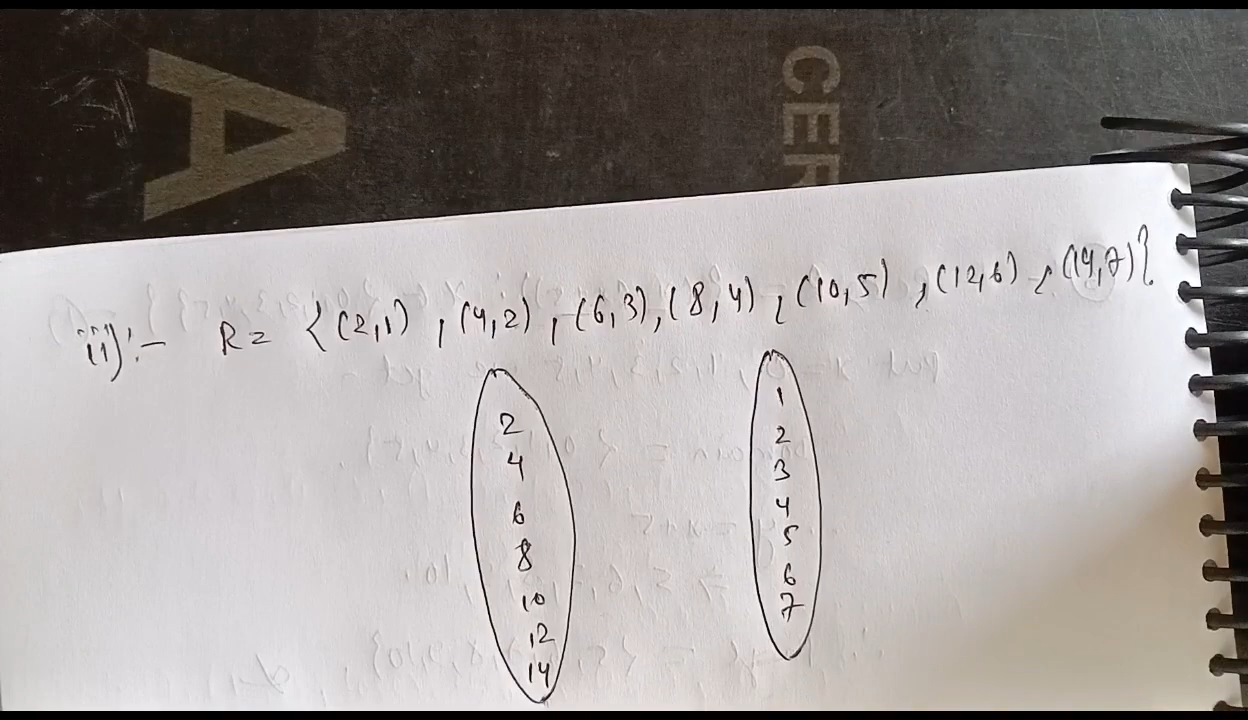 A
CER
ii):- R = {(2,1), (4,2), (6,3), (8,4), (10,5), (12,6), (14,7)}
2 1
4 2
6 3
8 4
10 5
12 6
14 7